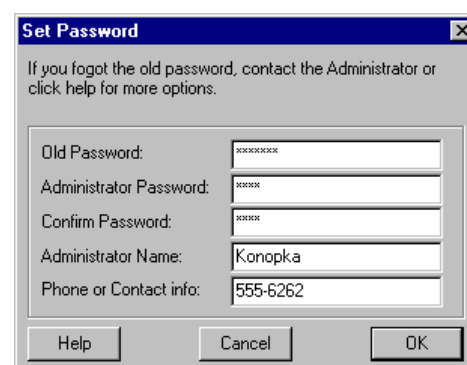 Set Password
If you fogot the old password, contact the Administrator or
click help for more options.
Old Password: *******
Administrator Password: ****
Confirm Password: ****
Administrator Name: Konopka
Phone or Contact info: 555-6262
Help Cancel OK